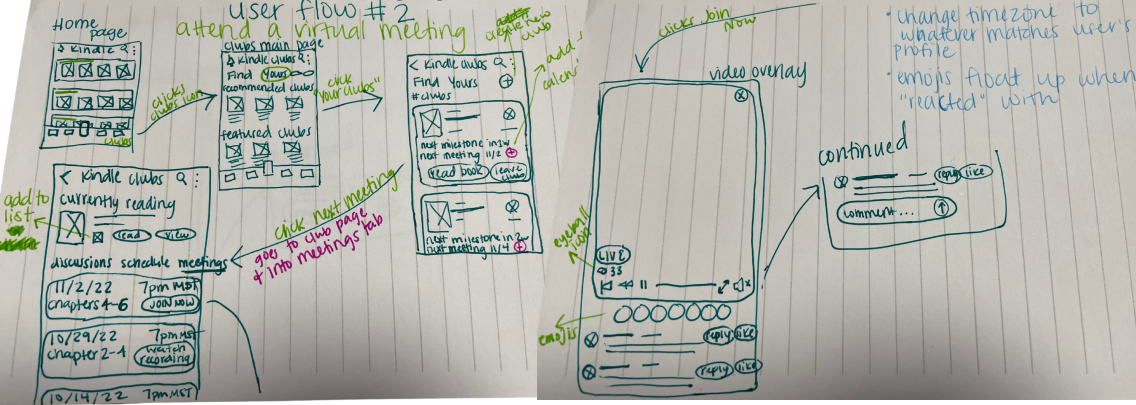 user flow #2
attend a virtual meeting
Home
page
Kindle
clubs
clicks
clubs icon
clubs main page
Kindle clubs
Find Yours
recommended clubs
featured clubs
click
"your clubs"
Kindle clubs
Find Yours
#clubs
next milestone in 1w
next meeting 11/2
read book
leave
club
next milestone in 2w
next meeting 11/4
new
club
add
click next meeting
goes to club page
& into meetings tab
Kindle clubs
currently reading
add to
list
read view
discussions schedule meetings
11/2/22 7pm MST
chapters 4-6 JOIN NOW
10/29/22 7pm MST
chapter 2-4 watch
recording
10/14/22 7pm MST
clicks Join
Now
video overlay
eyeball
icon
LIVE
33
emojis
reply like
reply like
continued
reply like
comment...
• change timezone to
whatever matches user's
profile
• emojis float up when
"reacted" with